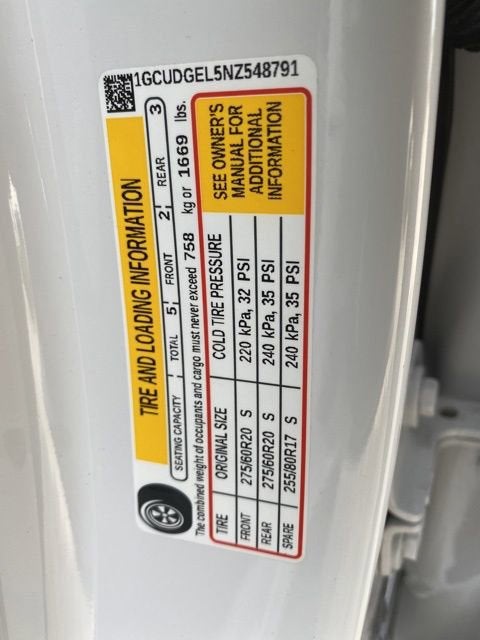 1GCUDGEL5NZ548791
TIRE AND LOADING INFORMATION
SEATING CAPACITY TOTAL 5 FRONT 2 REAR 3
The combined weight of occupants and cargo must never exceed 758 kg or 1669 lbs.
TIRE ORIGINAL SIZE COLD TIRE PRESSURE
FRONT 275/60R20 S 220 kPa, 32 PSI
REAR 275/60R20 S 240 kPa, 35 PSI
SPARE 255/80R17 S 240 kPa, 35 PSI
SEE OWNER'S
MANUAL FOR
ADDITIONAL
INFORMATION